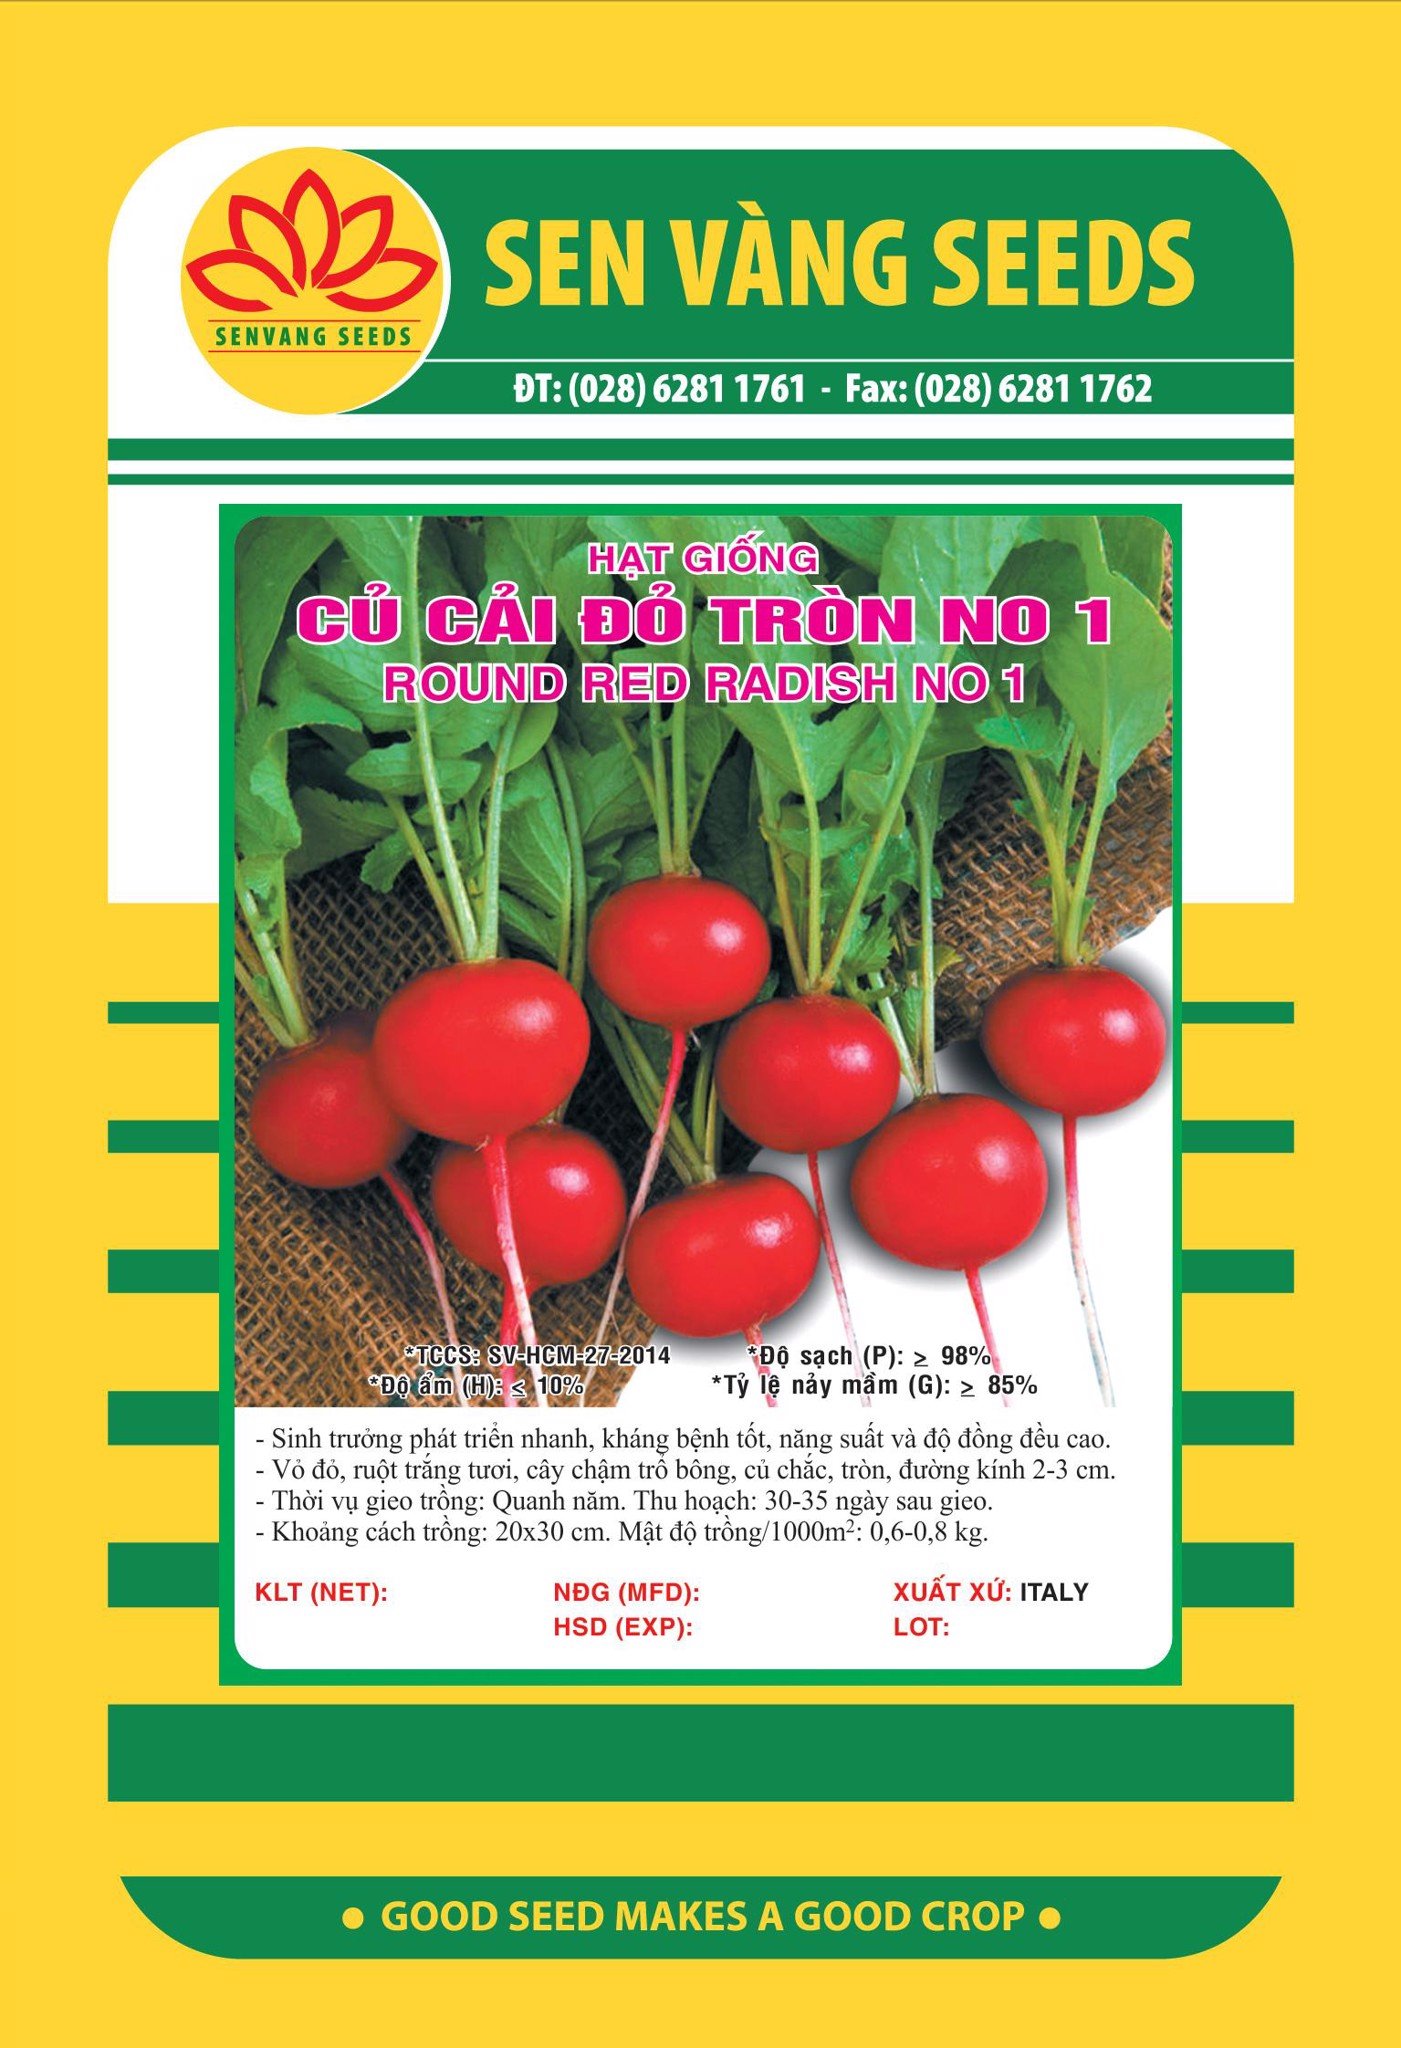 SENVANG SEEDS
SEN VÀNG SEEDS
ĐT: (028) 6281 1761 - Fax: (028) 6281 1762
HẠT GIỐNG
CỦ CẢI ĐỎ TRÒN NO 1
ROUND RED RADISH NO 1
*TCCS: SV-HCM-27-2014 *Độ sạch (P): ≥ 98%
*Độ ẩm (H): ≤ 10% *Tỷ lệ nảy mầm (G): ≥ 85%
- Sinh trưởng phát triển nhanh, kháng bệnh tốt, năng suất và độ đồng đều cao.
- Vỏ đỏ, ruột trắng tươi, cây chậm trổ bông, củ chắc, tròn, đường kính 2-3 cm.
- Thời vụ gieo trồng: Quanh năm. Thu hoạch: 30-35 ngày sau gieo.
- Khoảng cách trồng: 20x30 cm. Mật độ trồng/1000m²: 0,6-0,8 kg.
KLT (NET): NĐG (MFD): XUẤT XỨ: ITALY
HSD (EXP): LOT:
● GOOD SEED MAKES A GOOD CROP ●